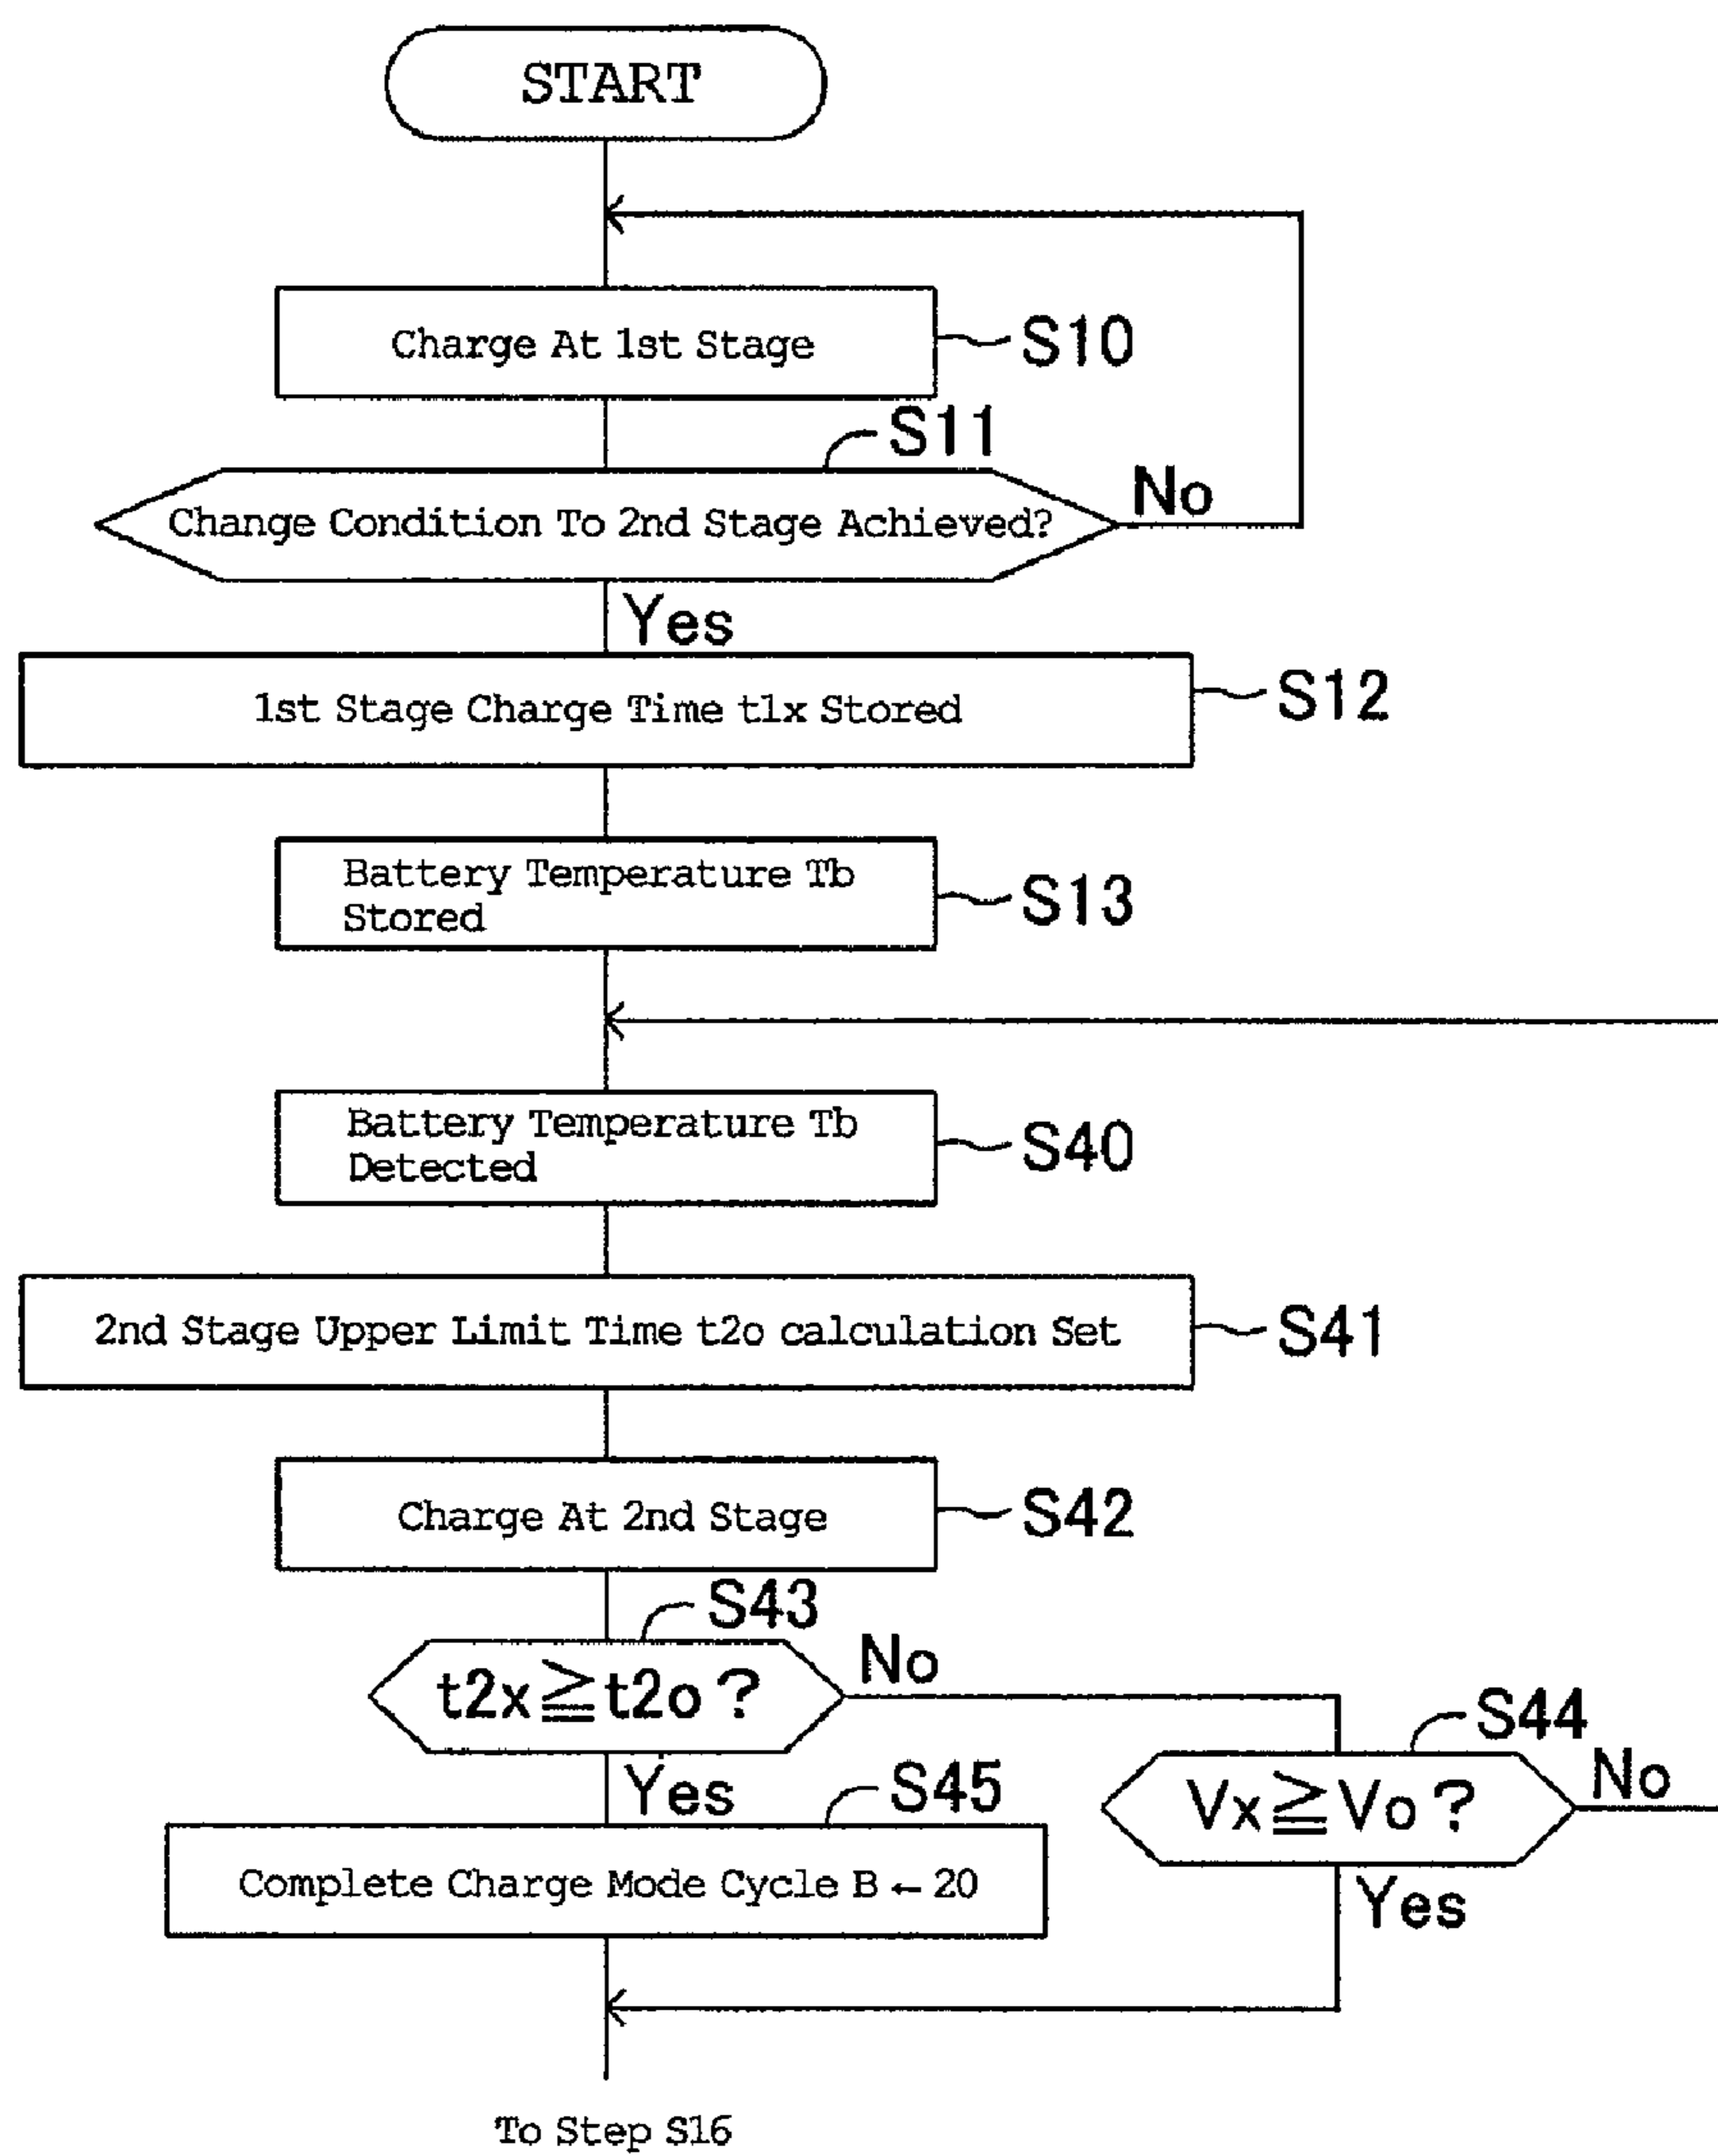 START
Charge At 1st Stage
S10
S11
Change Condition To 2nd Stage Achieved?
No
Yes
1st Stage Charge Time t1x Stored
S12
Battery Temperature Tb
Stored
S13
Battery Temperature Tb
Detected
S40
2nd Stage Upper Limit Time t2o calculation Set
S41
Charge At 2nd Stage
S42
S43
t2x≧t2o?
No
S44
Vx≧Vo?
No
Yes
Yes
S45
Complete Charge Mode Cycle B ← 20
To Step S16